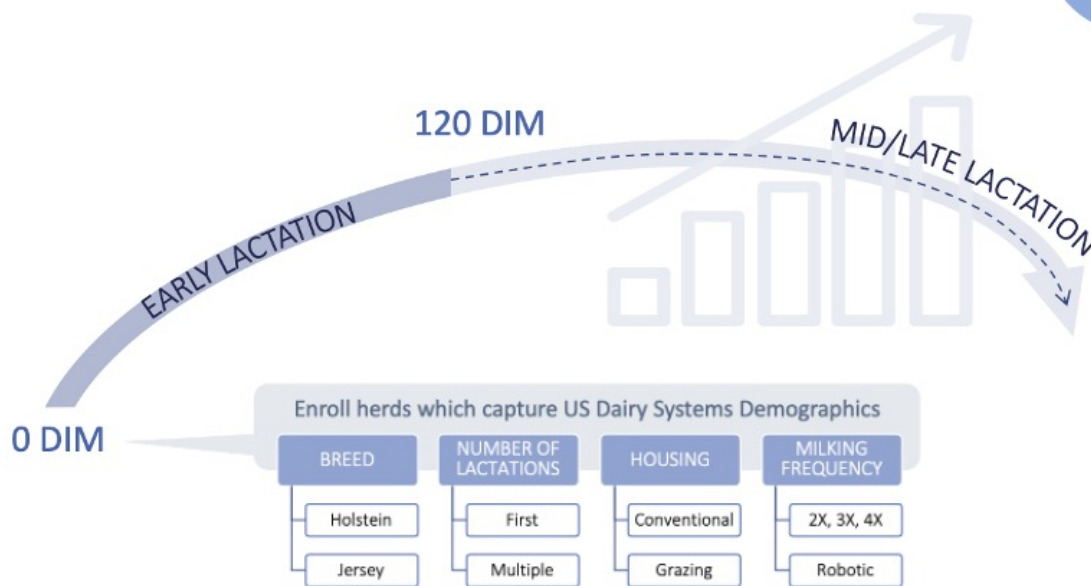 120 DIM
MID/LATE LACTATION
EARLY LACTATION
0 DIM
Enroll herds which capture US Dairy Systems Demographics
BREED
Holstein
Jersey
NUMBER OF
LACTATIONS
First
Multiple
HOUSING
Conventional
Grazing
MILKING
FREQUENCY
2X, 3X, 4X
Robotic